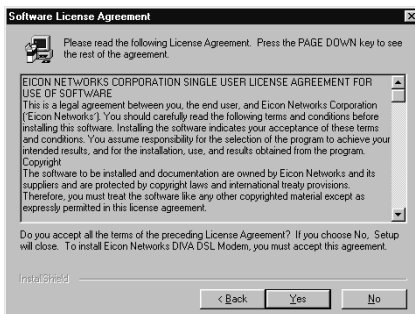 Software License Agreement
Please read the following License Agreement. Press the PAGE DOWN key to see
the rest of the agreement.
EICON NETWORKS CORPORATION SINGLE USER LICENSE AGREEMENT FOR
USE OF SOFTWARE
This is a legal agreement between you, the end user, and Eicon Networks Corporation
('Eicon Networks'). You should carefully read the following terms and conditions before
installing this software. Installing the software indicates your acceptance of these terms
and conditions. You assume responsibility for the selection of the program to achieve your
intended results, and for the installation, use, and results obtained from the program.
Copyright
The software to be installed and documentation are owned by Eicon Networks and its
suppliers and are protected by copyright laws and international treaty provisions.
Therefore, you must treat the software like any other copyrighted material except as
expressly permitted in this license agreement.
Do you accept all the terms of the preceding License Agreement? If you choose No, Setup
will close. To install Eicon Networks DIVA DSL Modem, you must accept this agreement.
InstallShield
< Back Yes No